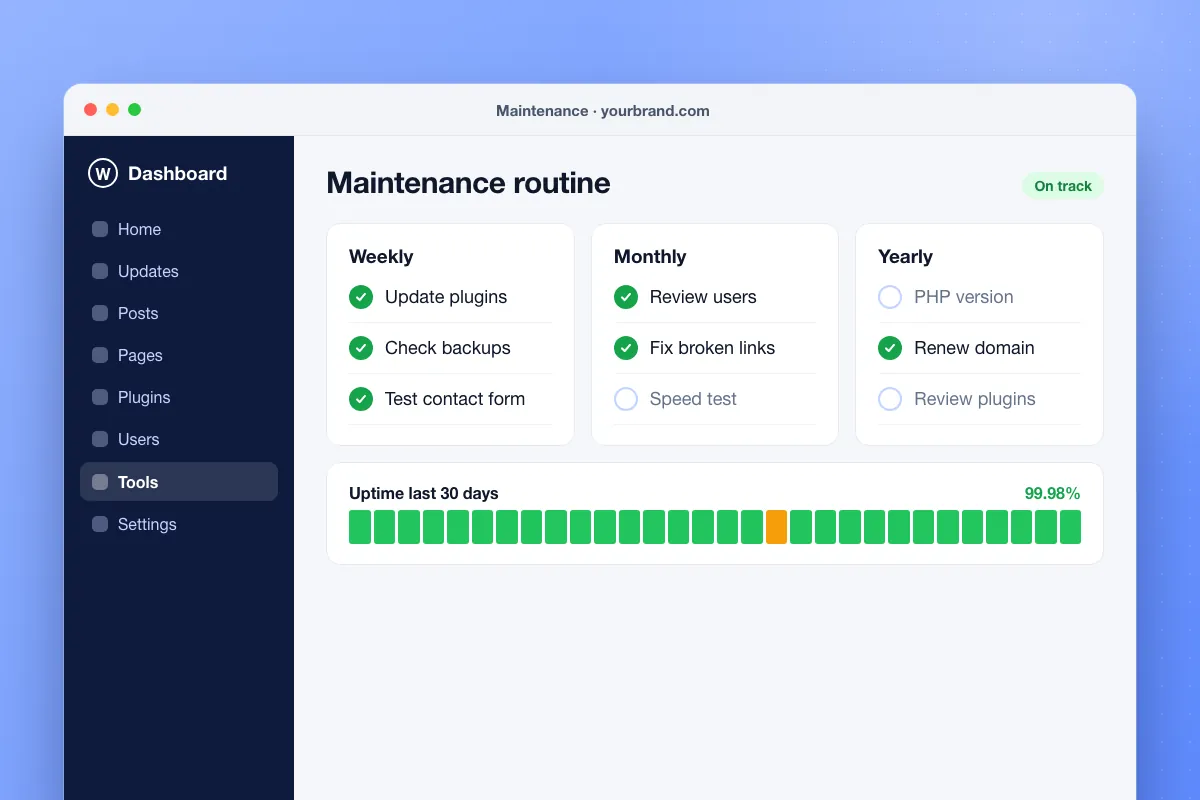 Maintenance · yourbrand.com
W Dashboard
Home
Updates
Posts
Pages
Plugins
Users
Tools
Settings
Maintenance routine
On track
Weekly
Update plugins
Check backups
Test contact form
Monthly
Review users
Fix broken links
Speed test
Yearly
PHP version
Renew domain
Review plugins
Uptime last 30 days
99.98%